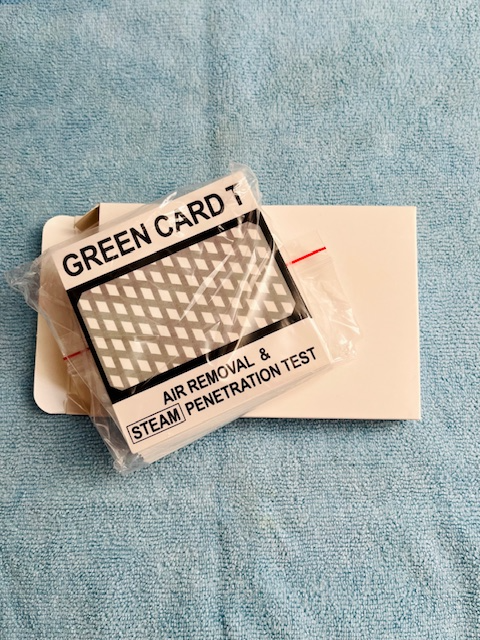 GREEN CARD T
AIR REMOVAL &
STEAM PENETRATION TEST